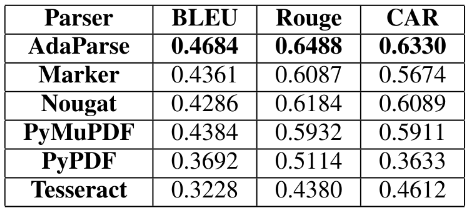 Parser BLEU Rouge CAR
AdaParse 0.4684 0.6488 0.6330
Marker 0.4361 0.6087 0.5674
Nougat 0.4286 0.6184 0.6089
PyMuPDF 0.4384 0.5932 0.5911
PyPDF 0.3692 0.5114 0.3633
Tesseract 0.3228 0.4380 0.4612